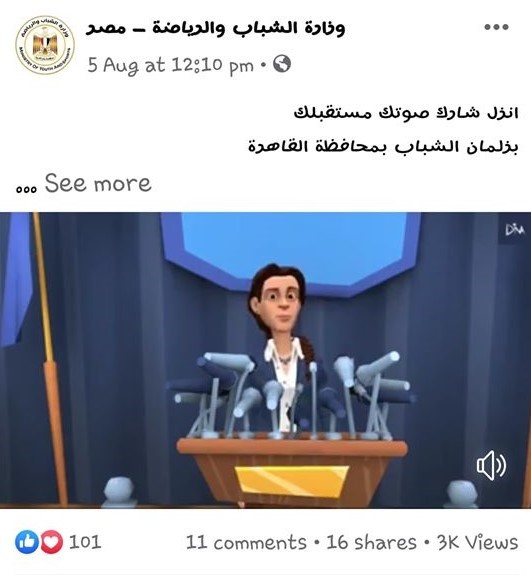 وزارة الشباب والرياضة – مصر
5 Aug at 12:10 pm •
انزل شارك صوتك مستقبلك
بزلمان الشباب بمحافظة القاهرة
... See more
101
11 comments • 16 shares • 3K Views